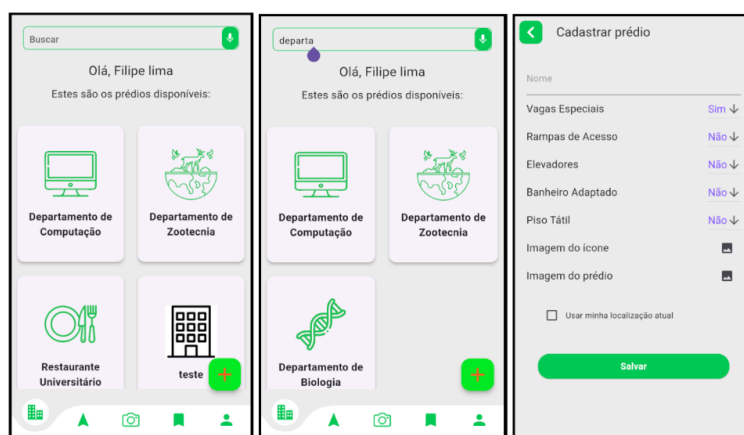 Buscar
Olá, Filipe lima
Estes são os prédios disponíveis:
Departamento de
Computação
Departamento de
Zootecnia
Restaurante
Universitário
teste
departa
Olá, Filipe lima
Estes são os prédios disponíveis:
Departamento de
Computação
Departamento de
Zootecnia
Departamento de
Biologia
Cadastrar prédio
Nome
Vagas Especiais Sim
Rampas de Acesso Não
Elevadores Não
Banheiro Adaptado Não
Piso Tátil Não
Imagem do ícone
Imagem do prédio
Usar minha localização atual
Salvar